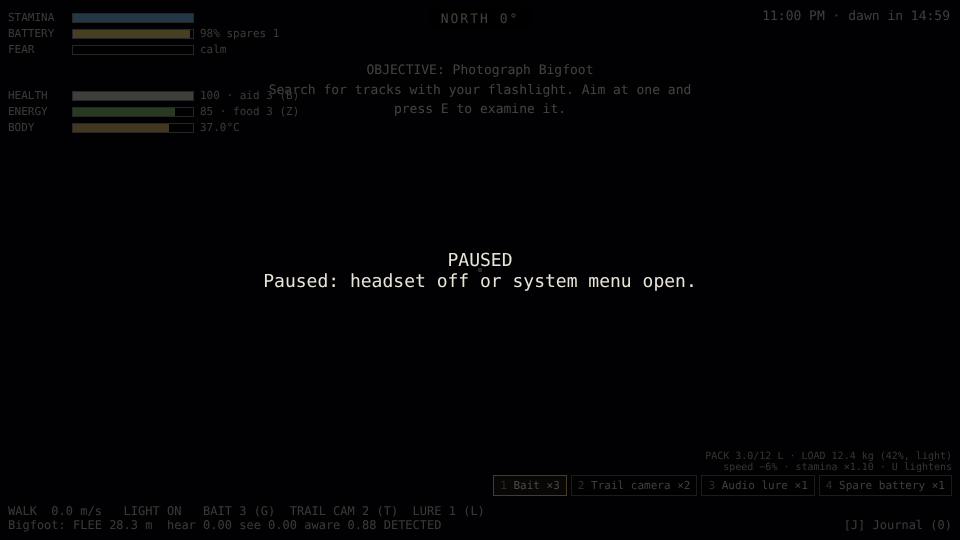 STAMINA
BATTERY 98% spares 1
FEAR calm
NORTH 0°
11:00 PM · dawn in 14:59
OBJECTIVE: Photograph Bigfoot
Search for tracks with your flashlight. Aim at one and
press E to examine it.
HEALTH 100 · aid 3 (B)
ENERGY 85 · food 3 (Z)
BODY 37.0°C
PAUSED
Paused: headset off or system menu open.
PACK 3.0/12 L · LOAD 12.4 kg (42%, light)
speed −6% · stamina ×1.10 · U lightens
1 Bait ×3 2 Trail camera ×2 3 Audio lure ×1 4 Spare battery ×1
WALK 0.0 m/s LIGHT ON BAIT 3 (G) TRAIL CAM 2 (T) LURE 1 (L)
Bigfoot: FLEE 28.3 m hear 0.00 see 0.00 aware 0.88 DETECTED
[J] Journal (0)